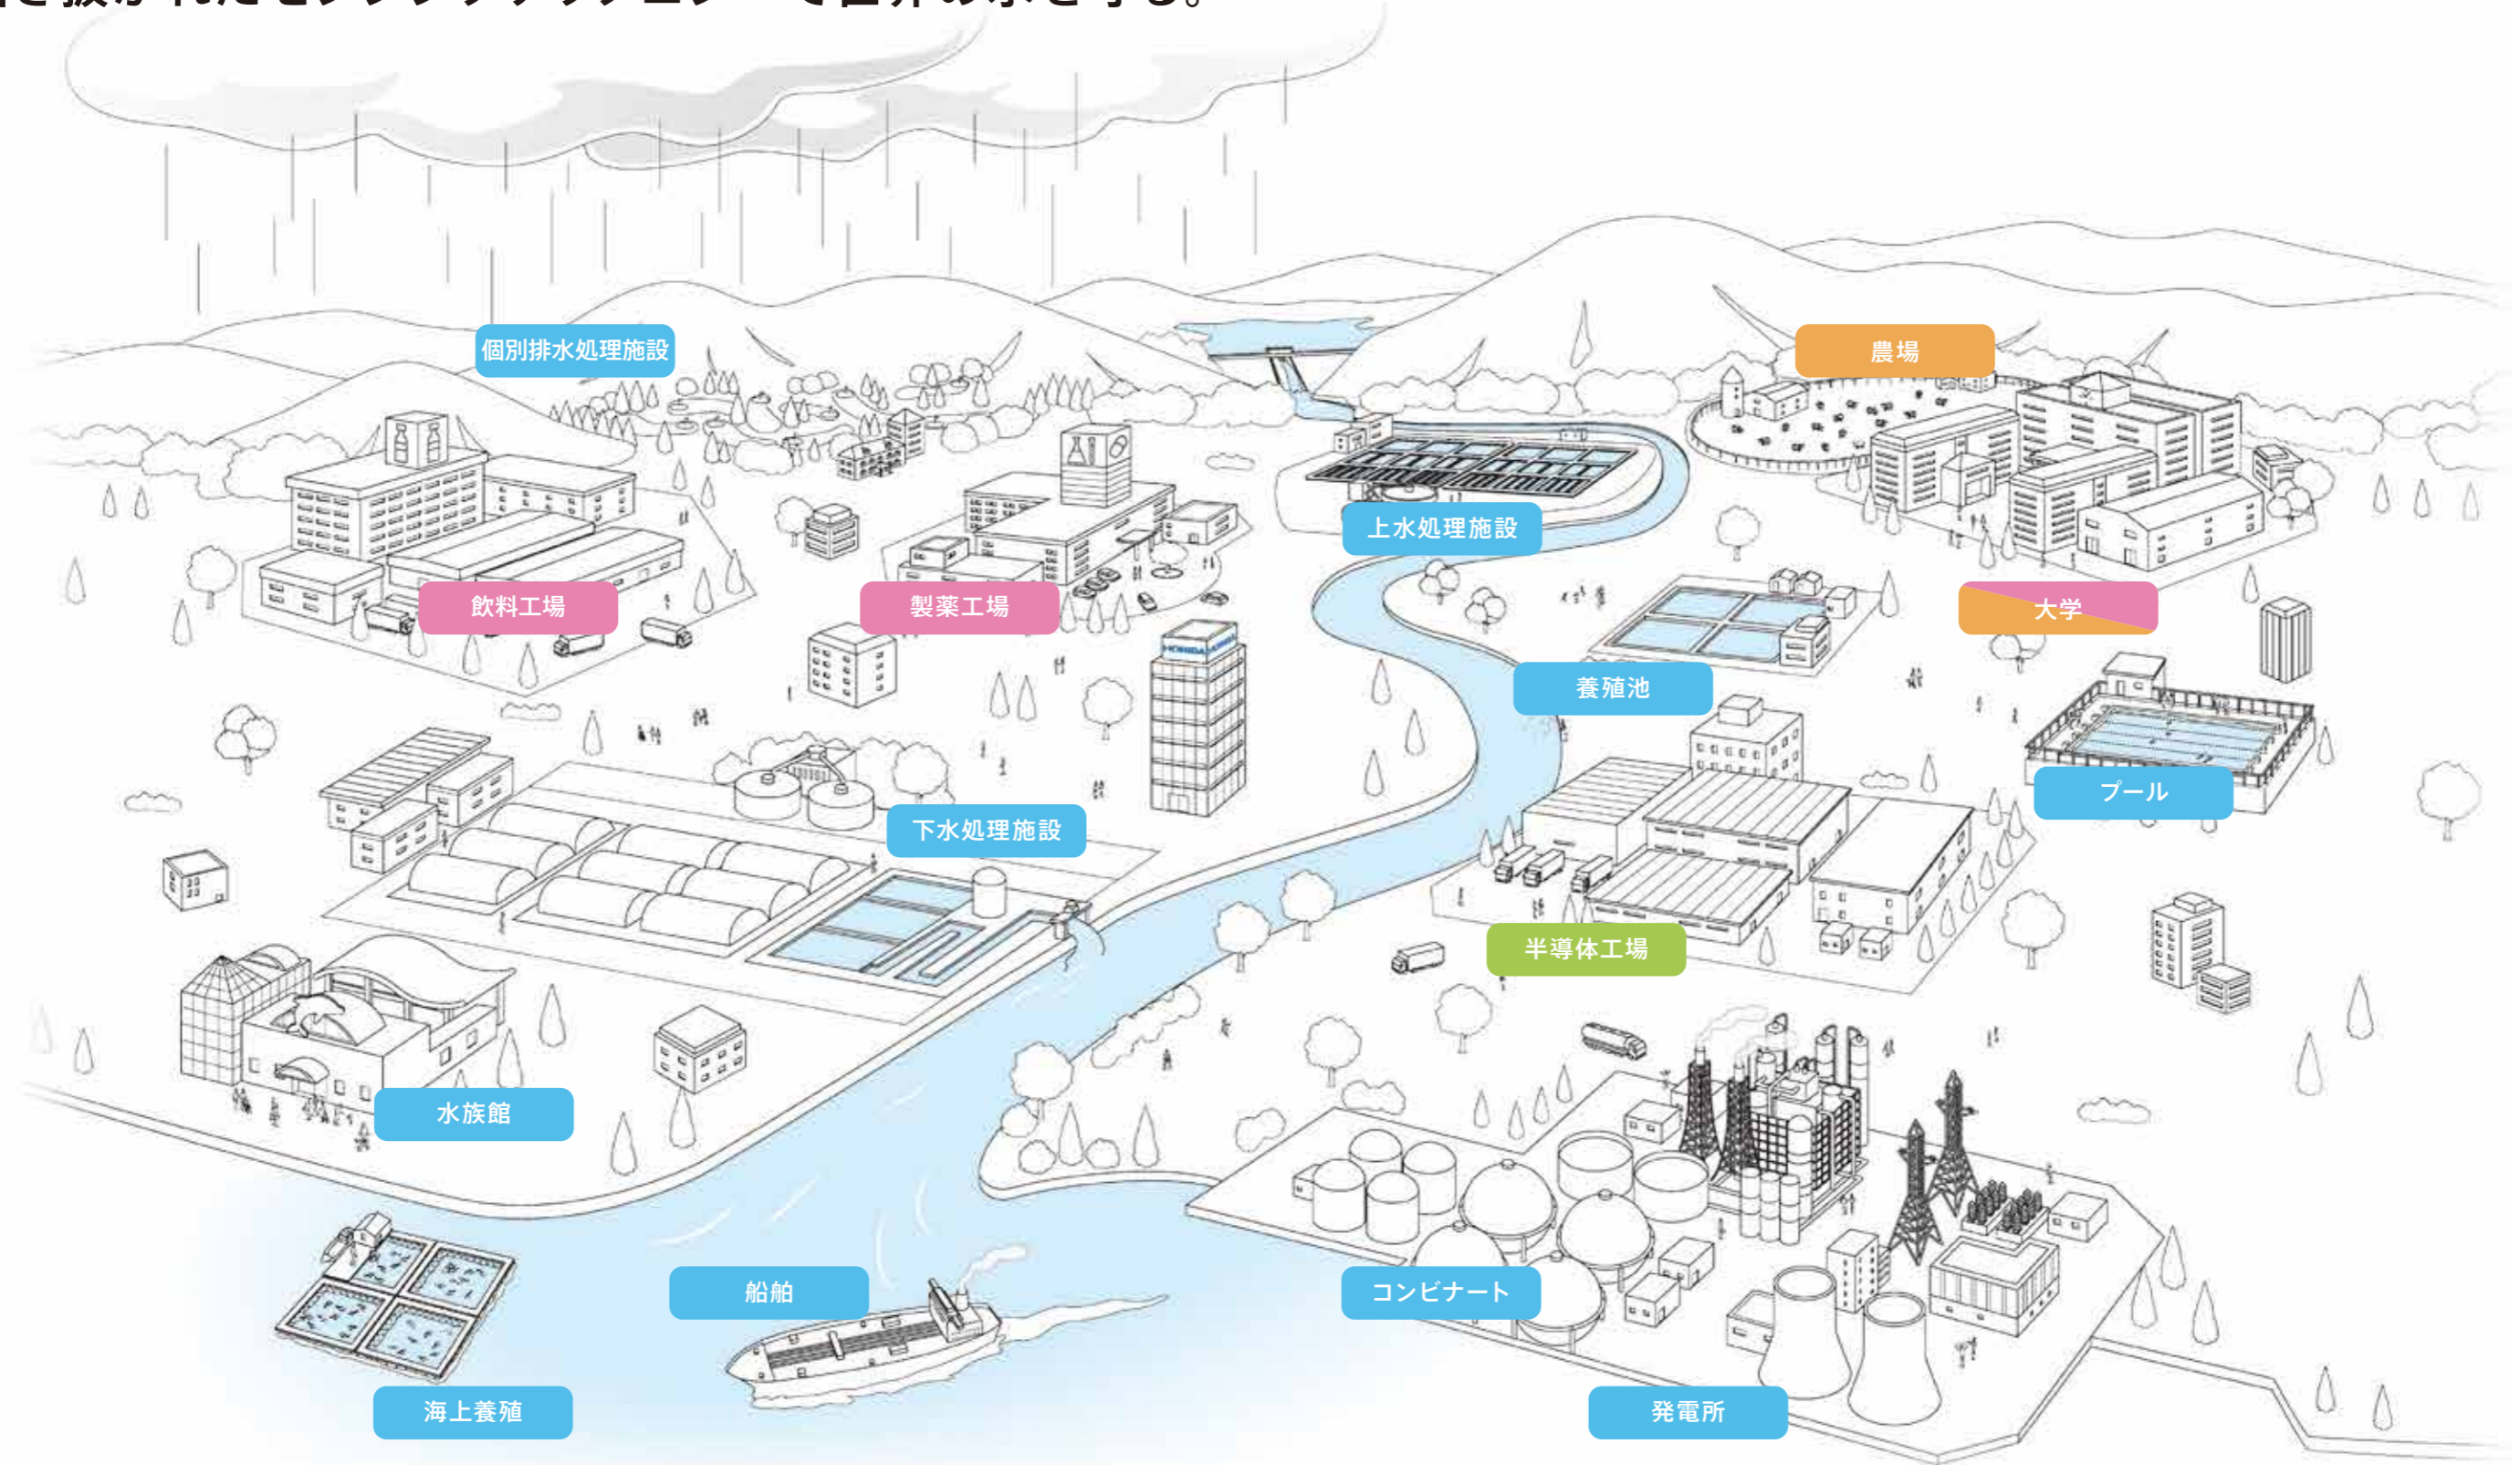 個別排水処理施設
農場
上水処理施設
飲料工場
製薬工場
大学
養殖池
プール
下水処理施設
半導体工場
水族館
船舶
コンビナート
海上養殖
発電所
HORIBA